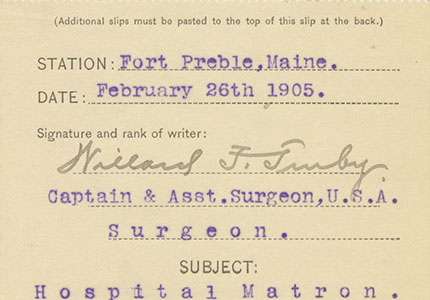 (Additional slips must be pasted to the top of this slip at the back.)
STATION: Fort Preble, Maine.
DATE: February 26th 1905.
Signature and rank of writer:
Willard F. Truby
Captain & Asst. Surgeon, U.S.A.
Surgeon.
SUBJECT:
Hospital Matron.